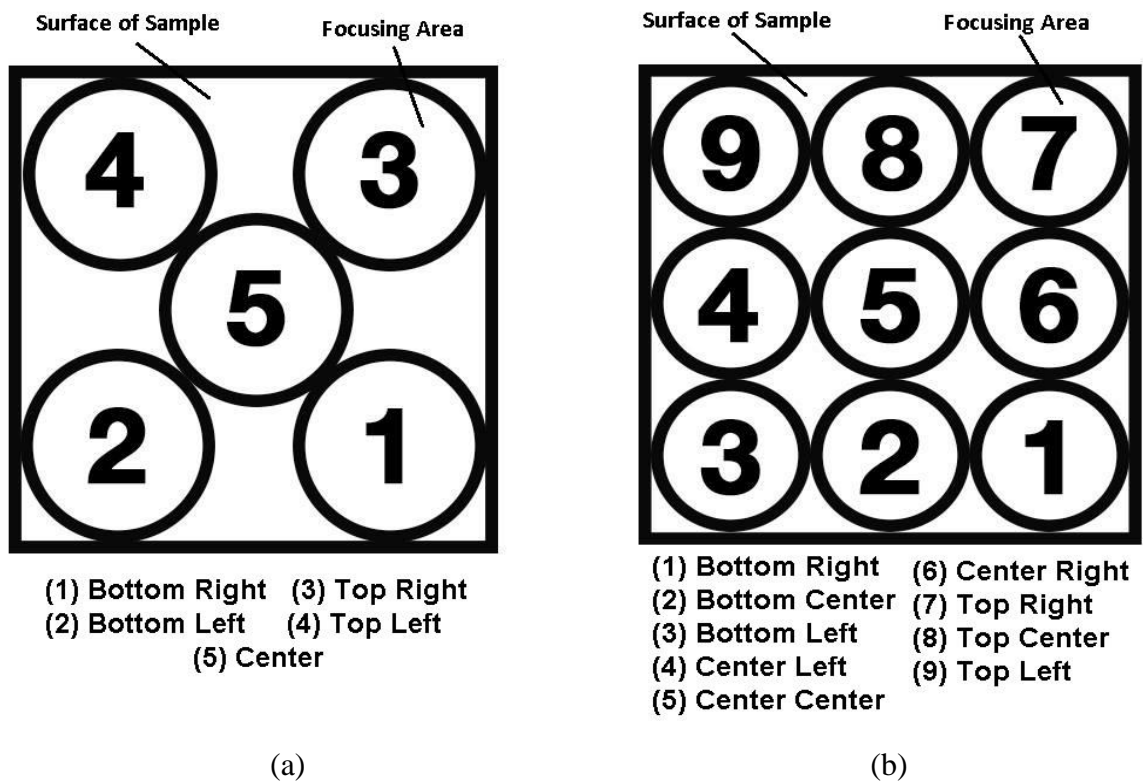 Surface of Sample
Focusing Area
4 3
5
2 1
(1) Bottom Right (3) Top Right
(2) Bottom Left (4) Top Left
(5) Center
(a)
Surface of Sample
Focusing Area
9 8 7
4 5 6
3 2 1
(1) Bottom Right
(2) Bottom Center
(3) Bottom Left
(4) Center Left
(5) Center Center
(6) Center Right
(7) Top Right
(8) Top Center
(9) Top Left
(b)